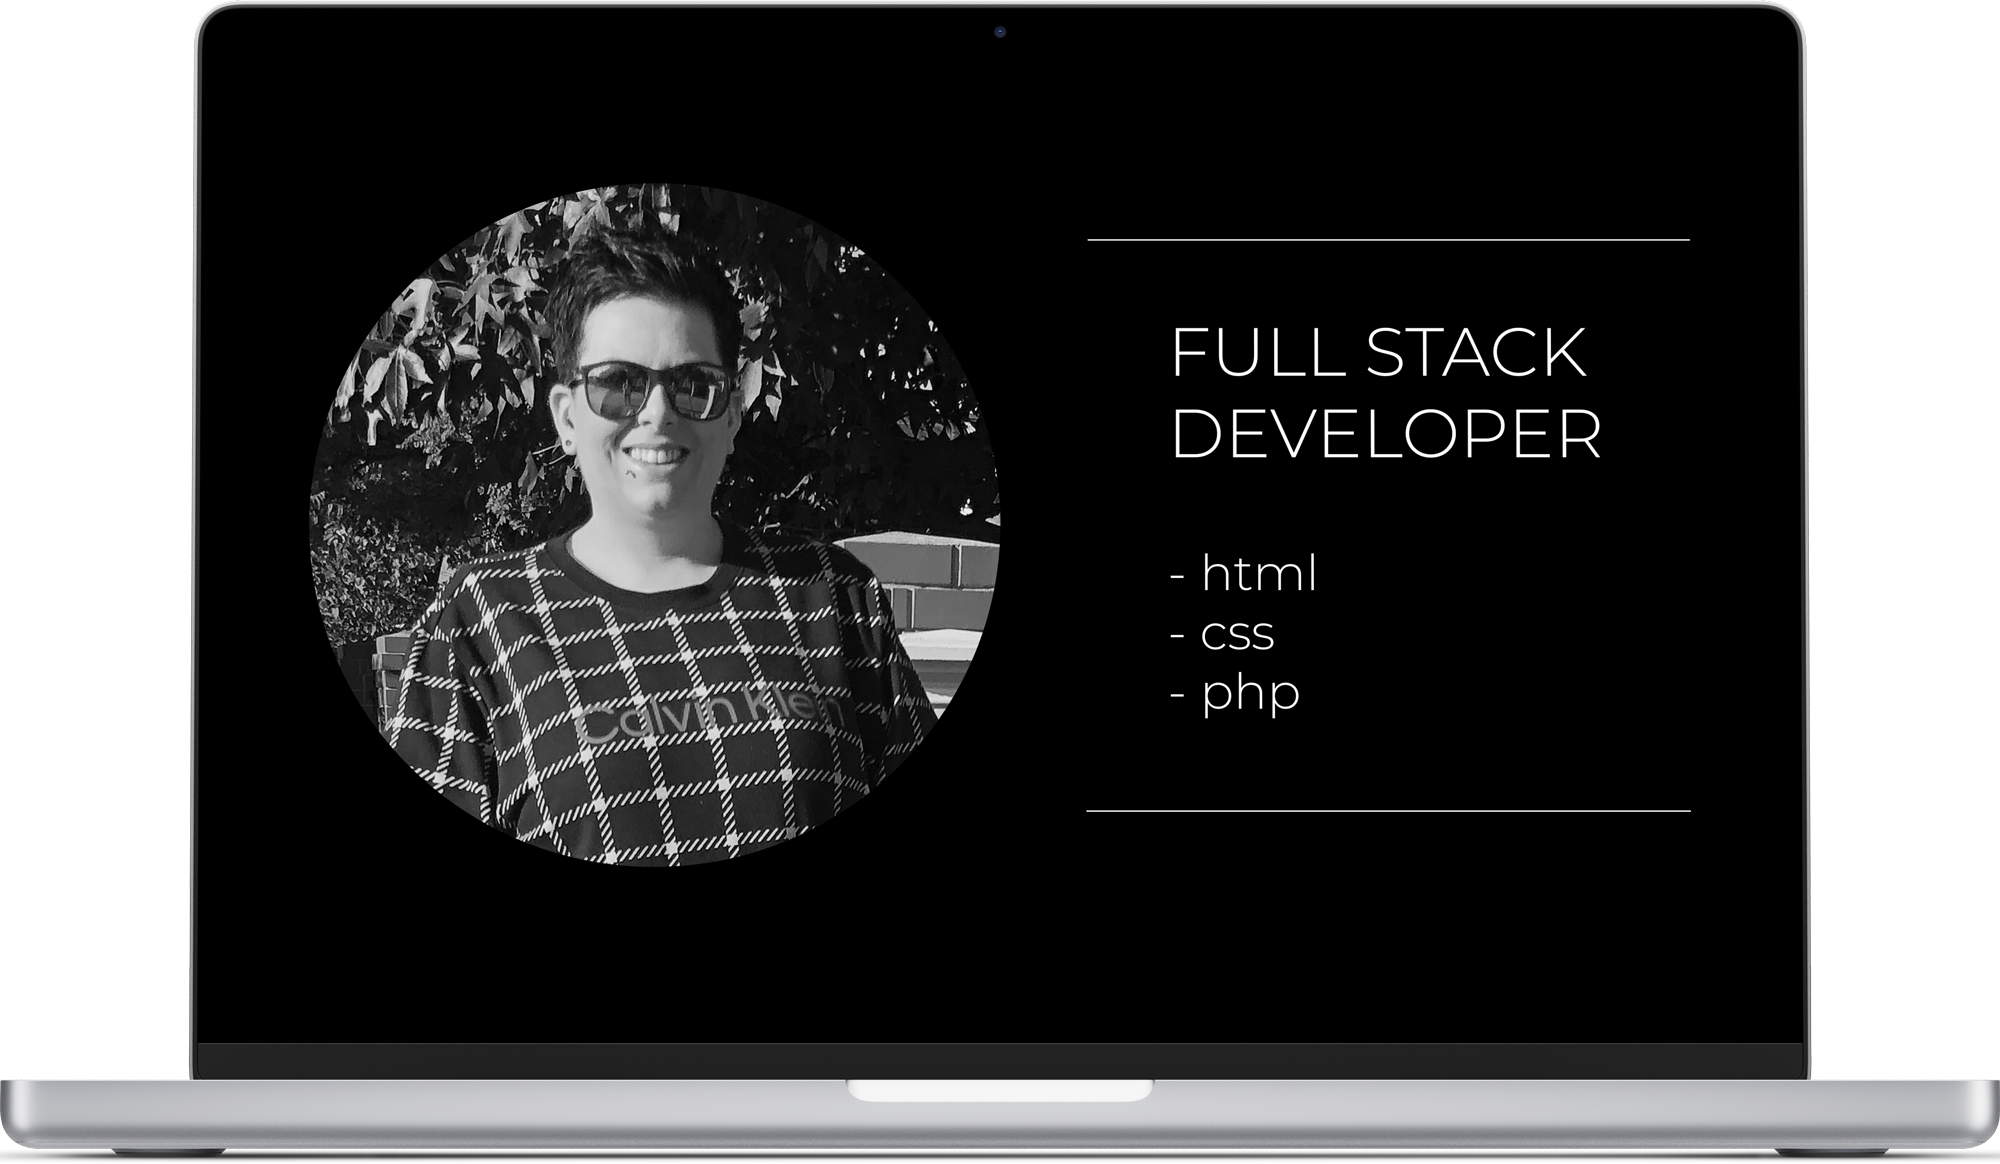 Calvin Klein
FULL STACK
DEVELOPER
- html
- css
- php